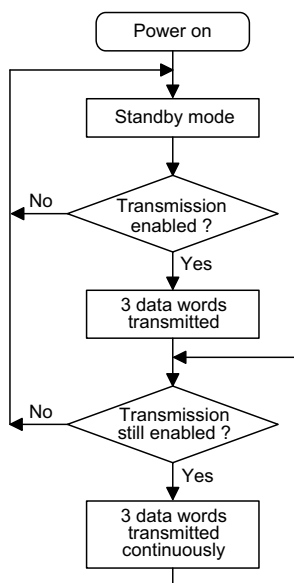 Power on
Standby mode
No
Transmission
enabled ?
Yes
3 data words
transmitted
No
Transmission
still enabled ?
Yes
3 data words
transmitted
continuously